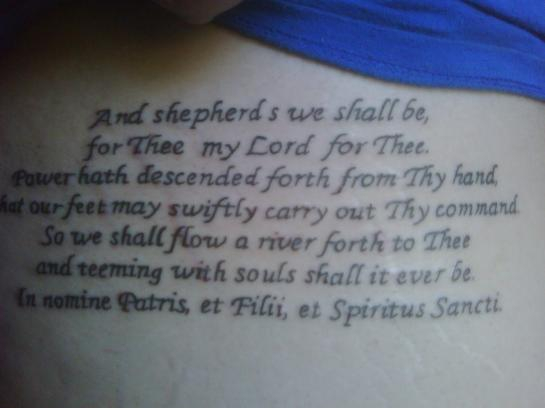 And shepherds we shall be,
for Thee my Lord for Thee.
Power hath descended forth from Thy hand,
hat our feet may swiftly carry out Thy command.
So we shall flow a river forth to Thee
and teeming with souls shall it ever be.
In nomine Patris, et Filii, et Spiritus Sancti.